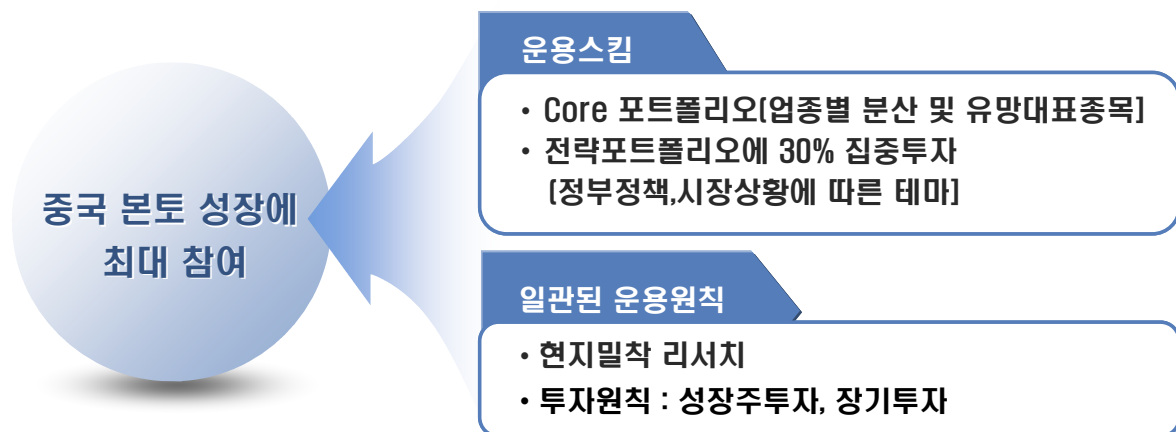 중국 본토 성장에
최대 참여
운용스킴
• Core 포트폴리오[업종별 분산 및 유망대표종목]
• 전략포트폴리오에 30% 집중투자
[정부정책,시장상황에 따른 테마]
일관된 운용원칙
• 현지밀착 리서치
• 투자원칙 : 성장주투자, 장기투자